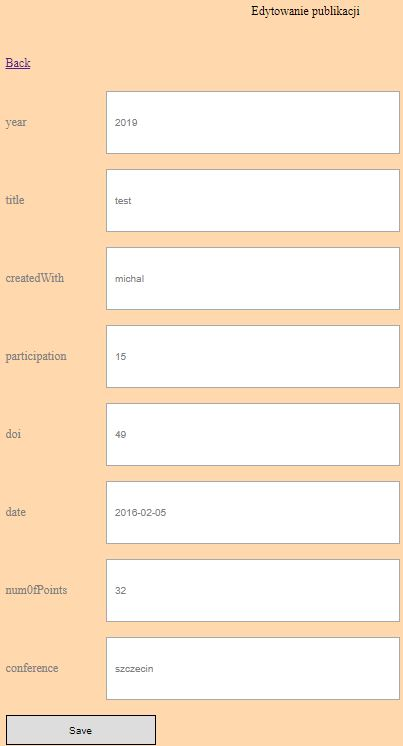 Edytowanie publikacji
Back
year 2019
title test
createdWith michal
participation 15
doi 49
date 2016-02-05
numOfPoints 32
conference szczecin
Save